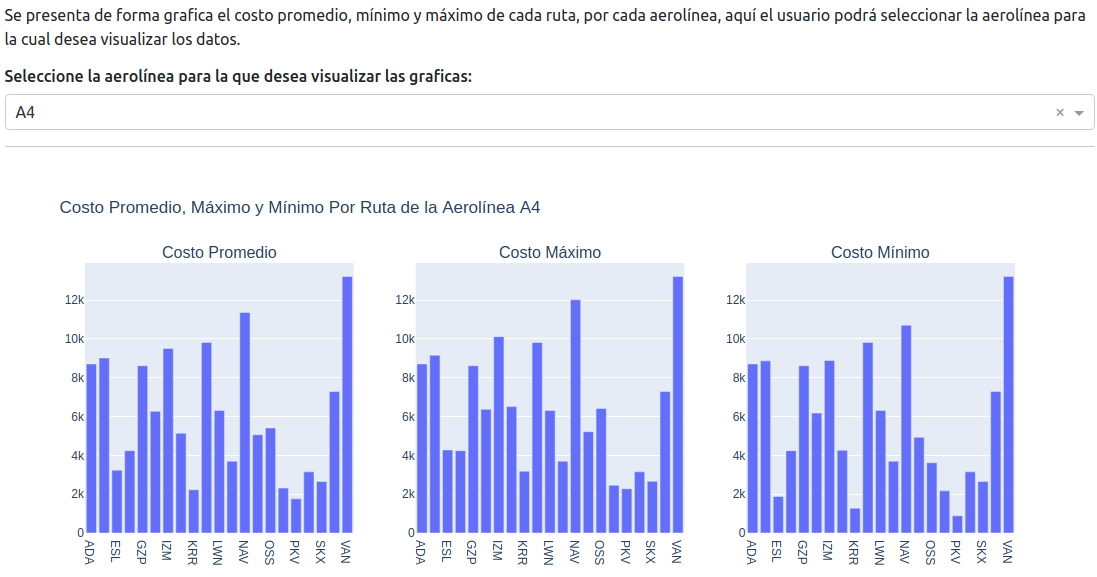 Se presenta de forma grafica el costo promedio, mínimo y máximo de cada ruta, por cada aerolínea, aquí el usuario podrá seleccionar la aerolínea para
la cual desea visualizar los datos.
Seleccione la aerolínea para la que desea visualizar las graficas:
A4 × 
Costo Promedio, Máximo y Mínimo Por Ruta de la Aerolínea A4
Costo Promedio
12k
10k
8k
6k
4k
2k
0
ADA ESL GZP IZM KRR LWN NAV OSS PKV SKX VAN
Costo Máximo
12k
10k
8k
6k
4k
2k
0
ADA ESL GZP IZM KRR LWN NAV OSS PKV SKX VAN
Costo Mínimo
12k
10k
8k
6k
4k
2k
0
ADA ESL GZP IZM KRR LWN NAV OSS PKV SKX VAN